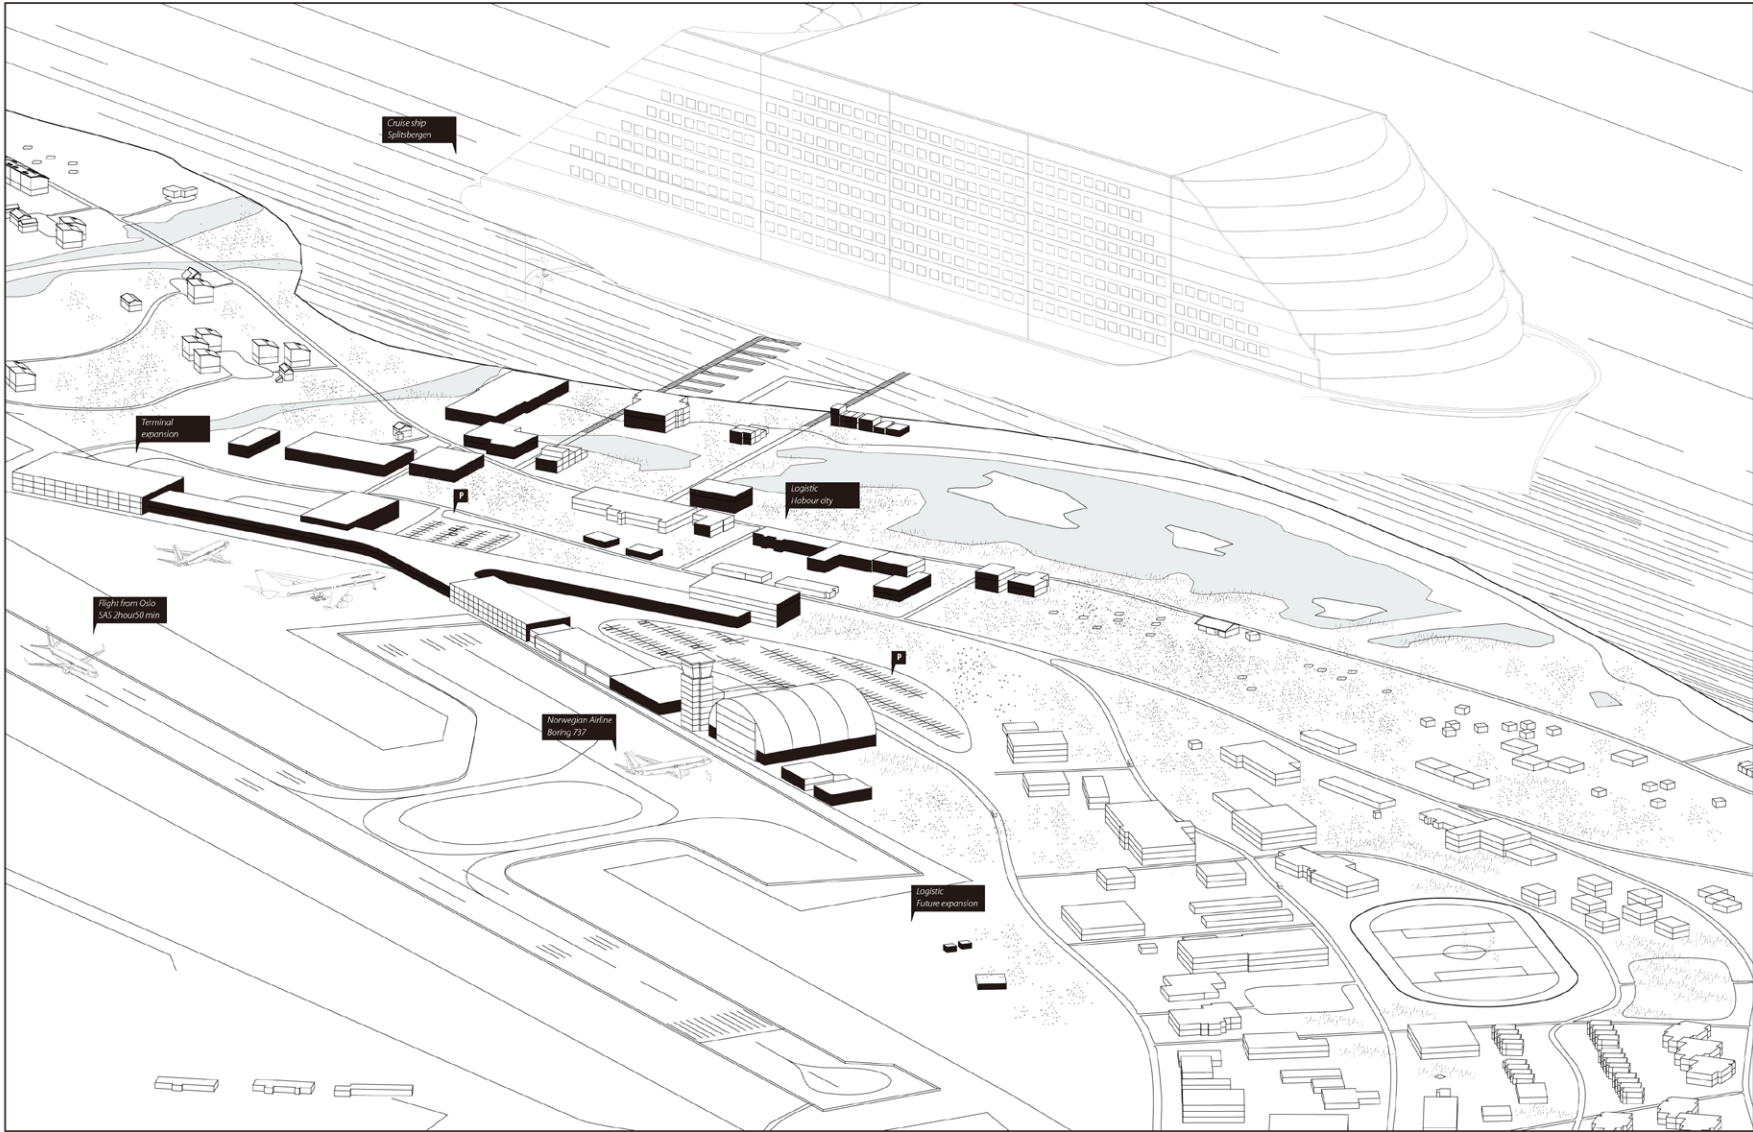 Cruise ship
Splitsbergen
Terminal
expansion
P
Logistic
Habour city
Flight from Oslo
SAS 2hour50 min
P
Norwegian Airline
Boring 737
Logistic
Future expansion